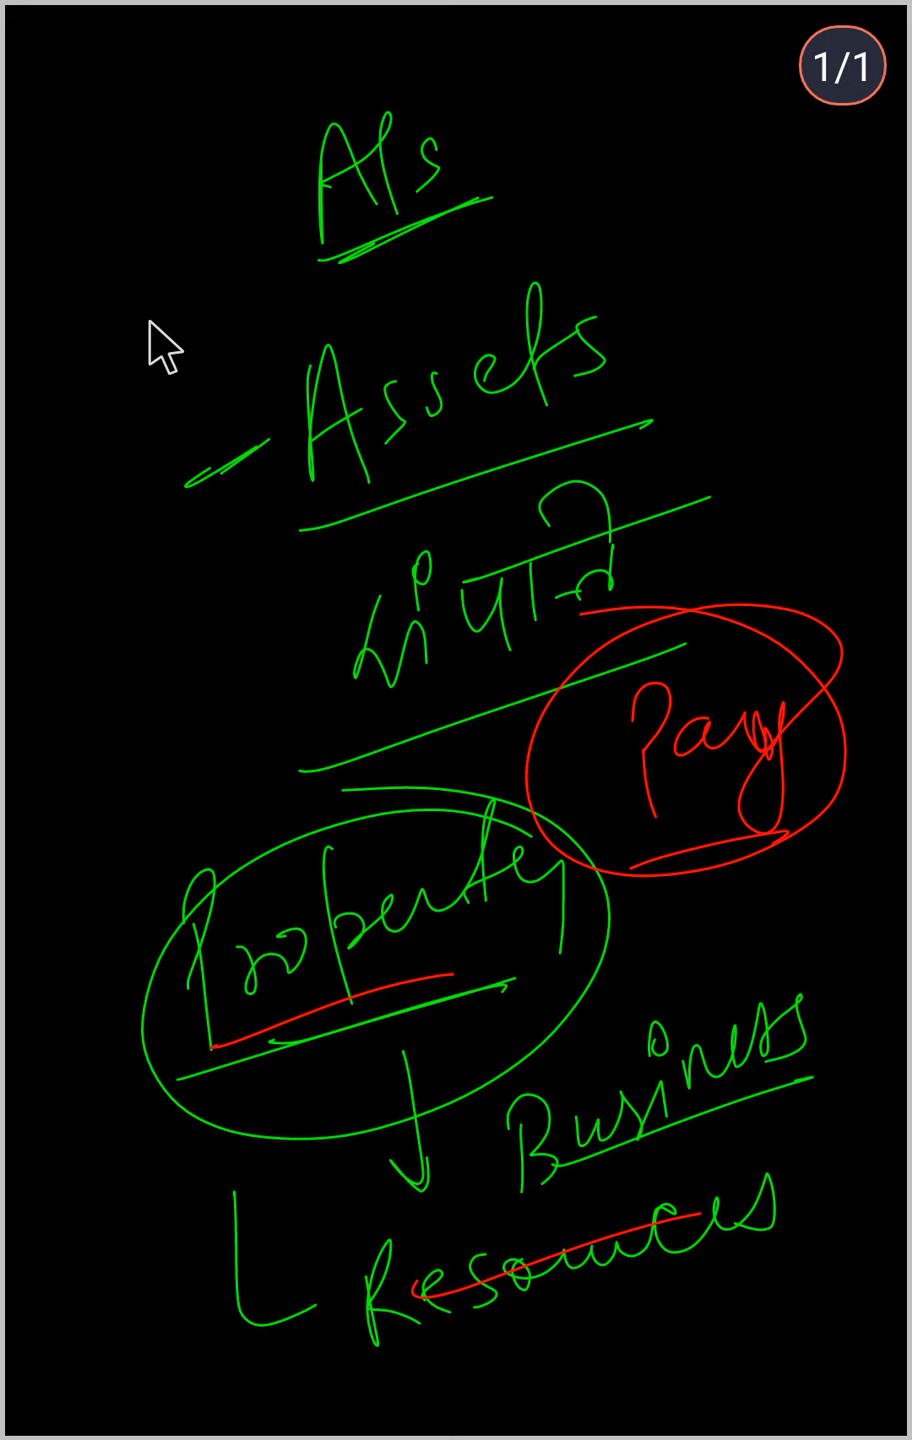 1/1
A/s
Assets
संपत्ति
Pay
Property
Business
Resources